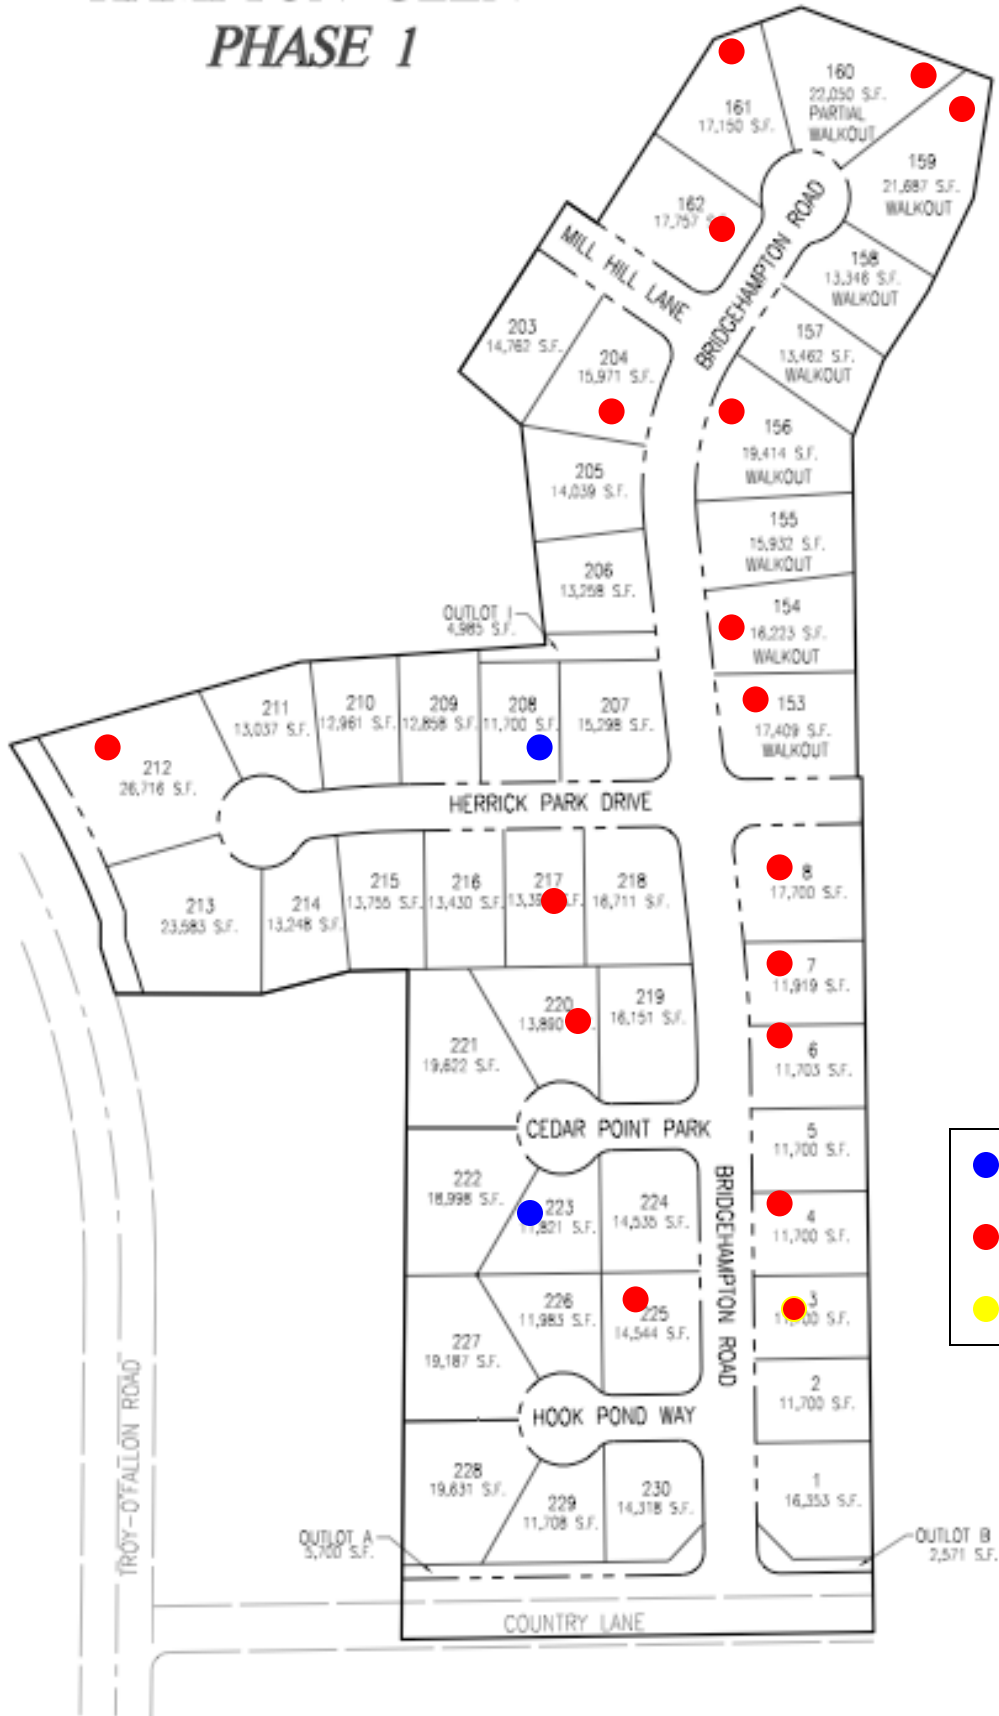 PHASE 1
160
22,050 S.F.
PARTIAL
WALKOUT
161
17,150 S.F.
159
21,687 S.F.
WALKOUT
162
17,757 S.F.
MILL HILL LANE
BRIDGEHAMPTON ROAD
158
13,346 S.F.
WALKOUT
203
14,762 S.F.
157
13,462 S.F.
WALKOUT
204
15,971 S.F.
156
19,414 S.F.
WALKOUT
205
14,039 S.F.
155
15,932 S.F.
WALKOUT
206
13,258 S.F.
154
16,223 S.F.
WALKOUT
OUTLOT I
4,985 S.F.
211
13,037 S.F.
210
12,961 S.F.
209
12,858 S.F.
208
11,700 S.F.
207
15,298 S.F.
153
17,409 S.F.
WALKOUT
212
26,716 S.F.
HERRICK PARK DRIVE
213
23,583 S.F.
214
13,248 S.F.
215
13,755 S.F.
216
13,430 S.F.
217
218
16,711 S.F.
8
17,700 S.F.
7
11,919 S.F.
220
13,890
219
16,151 S.F.
221
19,622 S.F.
6
11,703 S.F.
CEDAR POINT PARK
5
11,700 S.F.
222
18,998 S.F.
223
11,821 S.F.
224
14,535 S.F.
BRIDGEHAMPTON ROAD
4
11,700 S.F.
226
11,983 S.F.
225
14,544 S.F.
3
11,700 S.F.
227
19,187 S.F.
2
11,700 S.F.
HOOK POND WAY
228
19,631 S.F.
229
11,708 S.F.
230
14,318 S.F.
1
16,353 S.F.
TROY-O'FALLON ROAD
OUTLOT A
5,700 S.F.
OUTLOT B
2,571 S.F.
COUNTRY LANE